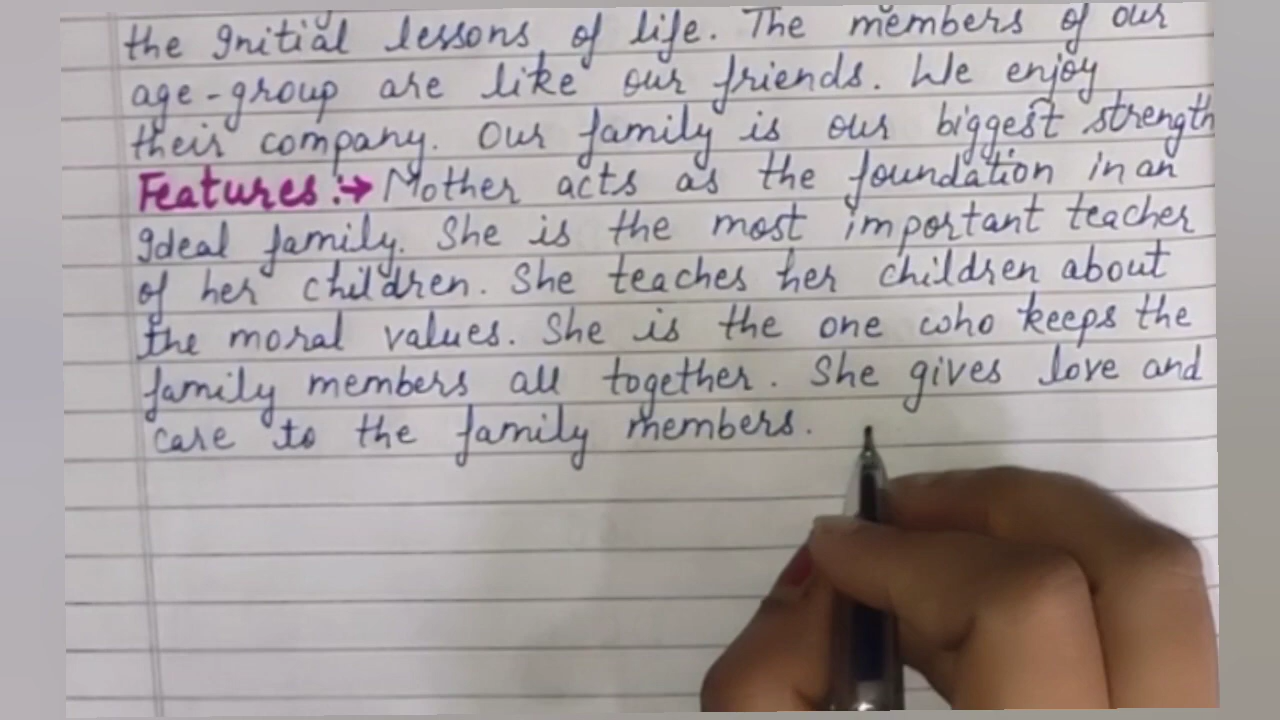 the Initial lessons of life. The members of our
age-group are like our friends. We enjoy
their company. Our family is our biggest strength
Features :→ Mother acts as the foundation in an
Ideal family. She is the most important teacher
of her children. She teaches her children about
the moral values. She is the one who keeps the
family members all together. She gives love and
care to the family members.